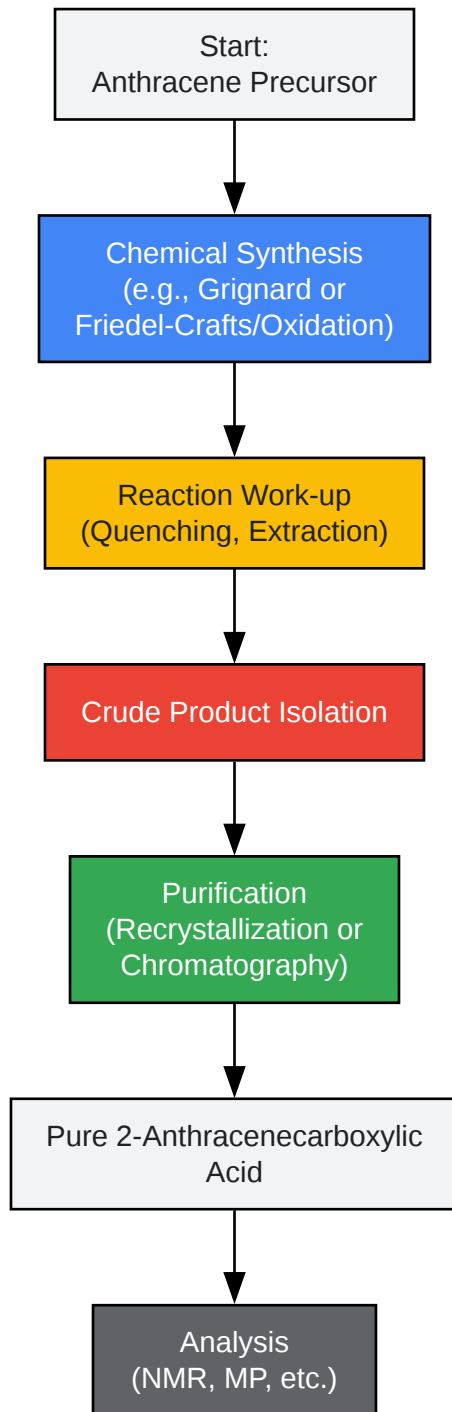 Start:
Anthracene Precursor
Chemical Synthesis
(e.g., Grignard or
Friedel-Crafts/Oxidation)
Reaction Work-up
(Quenching, Extraction)
Crude Product Isolation
Purification
(Recrystallization or
Chromatography)
Pure 2-Anthracenecarboxylic
Acid
Analysis
(NMR, MP, etc.)